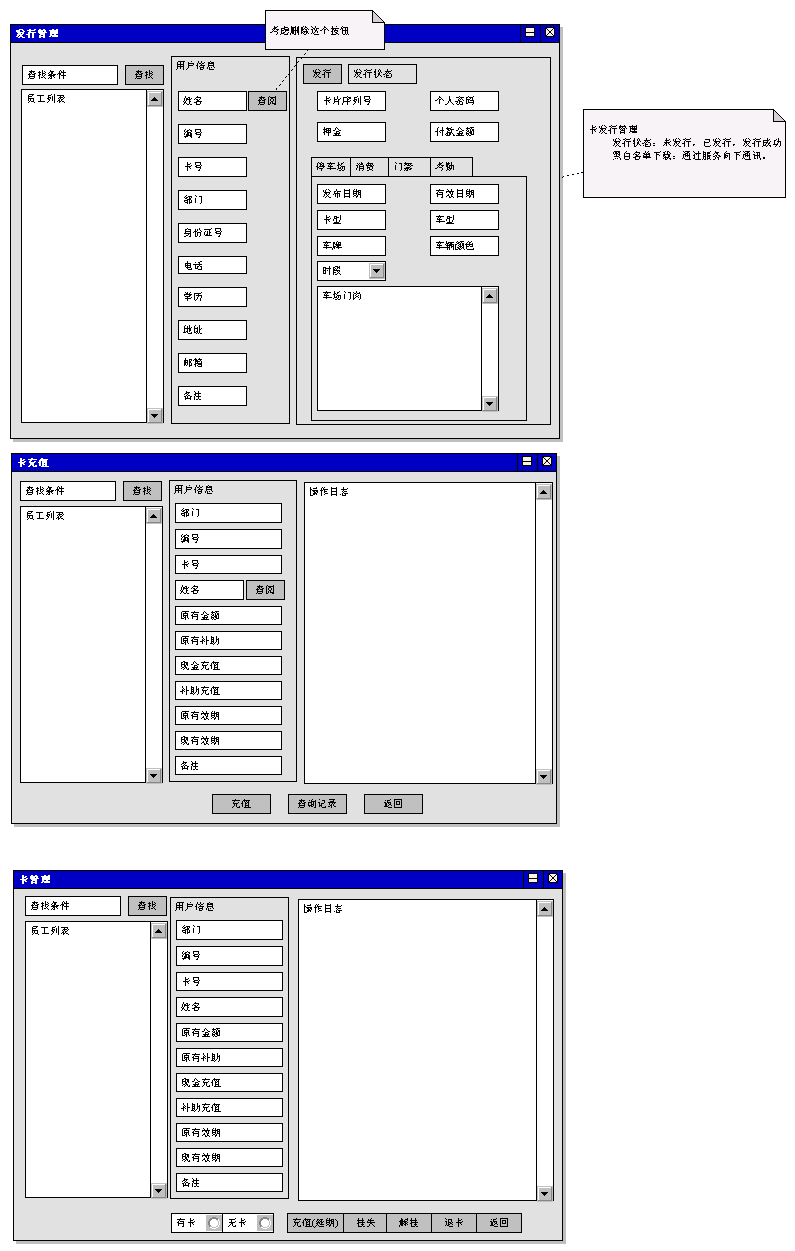 考虑删除这个按钮
发行管理
查找条件 查找
员工列表
用户信息
姓名 查阅
编号
卡号
部门
身份证号
电话
学历
地址
邮箱
备注
发行 发行状态
卡片序列号 个人密码
押金 付款金额
停车场 消费 门禁 考勤
发布日期 有效日期
卡型 车型
车牌 车辆颜色
时段
车场门岗
卡发行管理
发行状态：未发行，已发行，发行成功
黑白名单下载：通过服务向下通讯。
卡充值
查找条件 查找
员工列表
用户信息
部门
编号
卡号
姓名 查阅
原有金额
原有补助
现金充值
补助充值
原有效期
现有效期
备注
操作日志
充值 查询记录 返回
卡管理
查找条件 查找
员工列表
用户信息
部门
编号
卡号
姓名
原有金额
原有补助
现金充值
补助充值
原有效期
现有效期
备注
操作日志
有卡 无卡 充值(延期) 挂失 解挂 退卡 返回